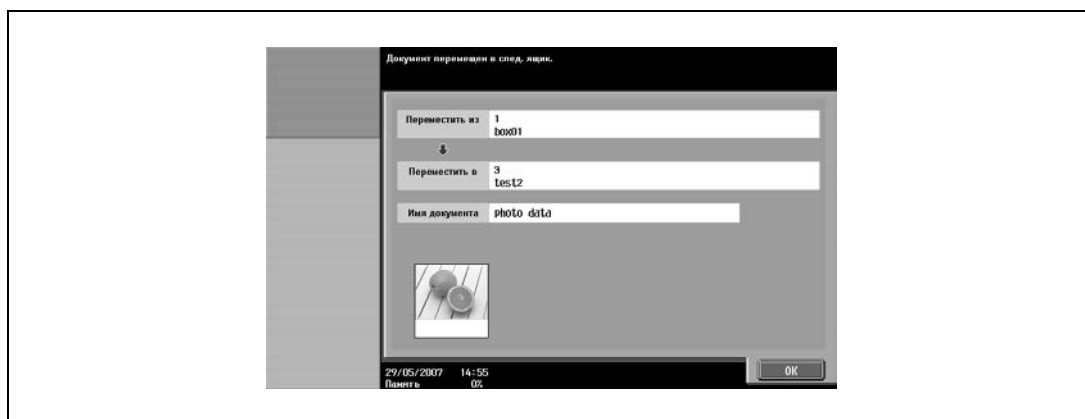 Документ перемещен в след. ящик.
Переместить из
1
box01
Переместить в
3
test2
Имя документа
photo data
29/05/2007 14:55
Память 0%
OK